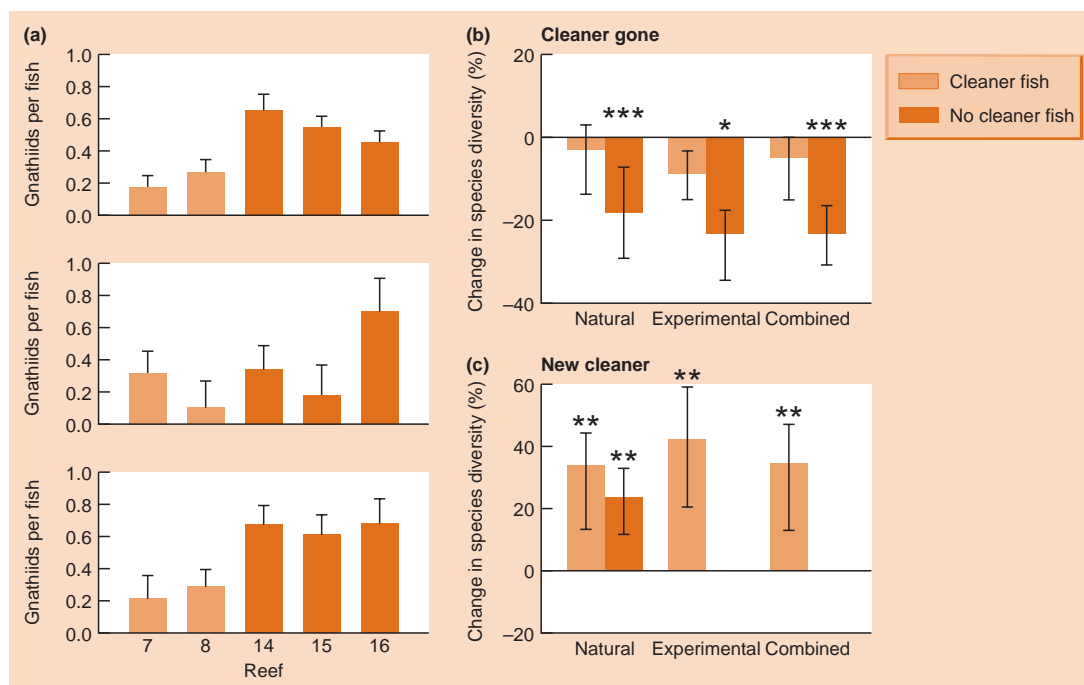 (a)
Gnathiids per fish
1.0
0.8
0.6
0.4
0.2
0.0
Gnathiids per fish
1.0
0.8
0.6
0.4
0.2
0.0
Gnathiids per fish
1.0
0.8
0.6
0.4
0.2
0.0
7 8 14 15 16
Reef
(b) Cleaner gone
Change in species diversity (%)
20
0
–20
–40
*** * ***
Natural Experimental Combined
(c) New cleaner
Change in species diversity (%)
60
40
20
0
–20
** ** ** **
Natural Experimental Combined
Cleaner fish
No cleaner fish